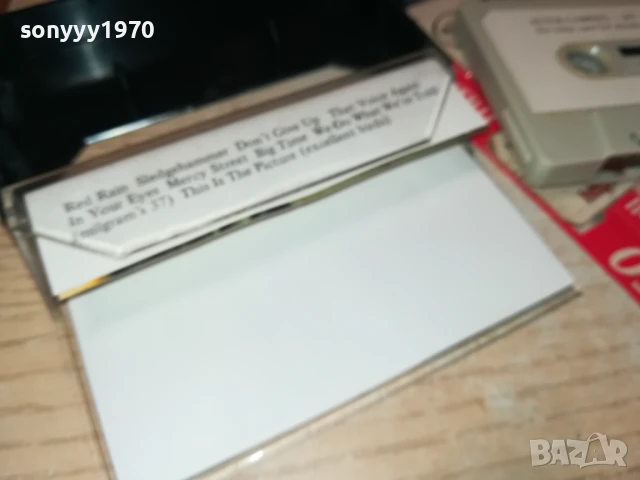 sonyyy1970
Red Rain Sledgehammer Don't Give Up That Voice Again
In Your Eyes Mercy Street Big Time We Do What We're Told
(milgram's 37) This Is The Picture (excellent birds)
BAZAR